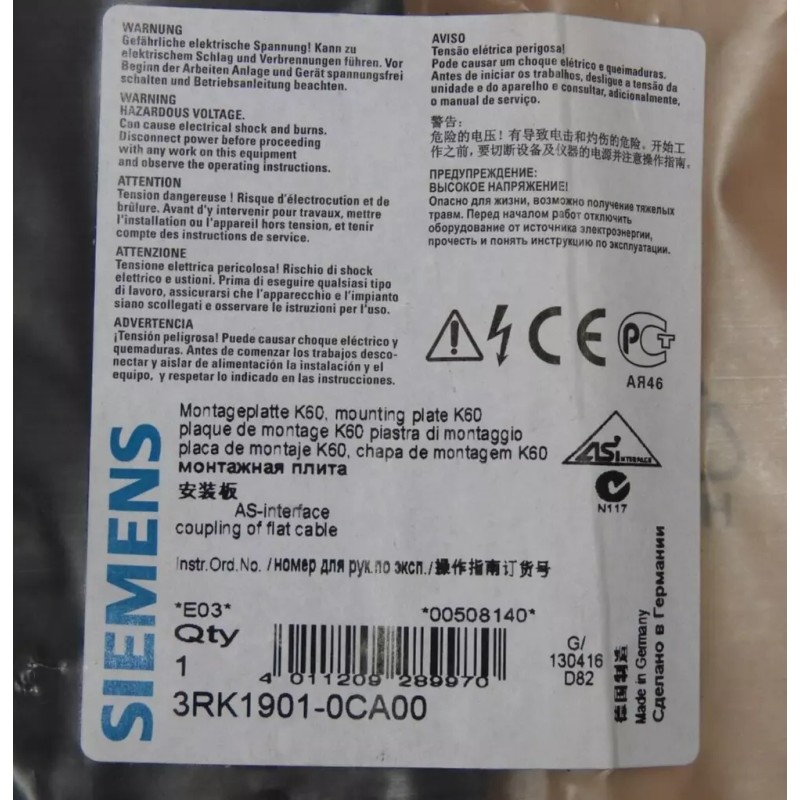 WARNUNG
Gefährliche elektrische Spannung! Kann zu
elektrischem Schlag und Verbrennungen führen. Vor
Beginn der Arbeiten Anlage und Gerät spannungsfrei
schalten und Betriebsanleitung beachten.
WARNING
HAZARDOUS VOLTAGE.
Can cause electrical shock and burns.
Disconnect power before proceeding
with any work on this equipment
and observe the operating instructions.
ATTENTION
Tension dangereuse ! Risque d'électrocution et de
brûlure. Avant d'y intervenir pour travaux, mettre
l'installation ou l'appareil hors tension, et tenir
compte des instructions de service.
ATTENZIONE
Tensione elettrica pericolosa! Rischio di shock
elettrico e ustioni. Prima di eseguire qualsiasi tipo
di lavoro, assicurarsi che l'apparecchio e l'impianto
siano scollegati e osservare le istruzioni per l'uso.
ADVERTENCIA
¡Tensión peligrosa! Puede causar choque eléctrico y
quemaduras. Antes de comenzar los trabajos desco-
nectar y aislar de alimentación la instalación y el
equipo, y respetar lo indicado en las instrucciones.
AVISO
Tensão elétrica perigosa!
Pode causar um choque elétrico e queimaduras.
Antes de iniciar os trabalhos, desligue a tensão da
unidade e do aparelho e consultar, adicionalmente,
o manual de serviço.
警告:
危险的电压! 有导致电击和灼伤的危险。开始工
作之前,要切断设备及仪器的电源并注意操作指南。
ПРЕДУПРЕЖДЕНИЕ:
ВЫСОКОЕ НАПРЯЖЕНИЕ!
Опасно для жизни, возможно получение тяжелых
травм. Перед началом работ отключить
оборудование от источника электроэнергии,
прочесть и понять инструкцию по эксплуатации.
CE
РСТ
АЯ46
SIEMENS
Montageplatte K60, mounting plate K60
plaque de montage K60 piastra di montaggio
placa de montaje K60, chapa de montagem K60
монтажная плита
安装板
AS-interface
coupling of flat cable
ASi INTERFACE
N117
Instr.Ord.No. /номер для рук.по эксп./操作指南订货号
*E03*
*00508140*
Qty
1
4 011209 289970
G/
130416
D82
3RK1901-0CA00
德国制造
Made in Germany
Сделано в Германии